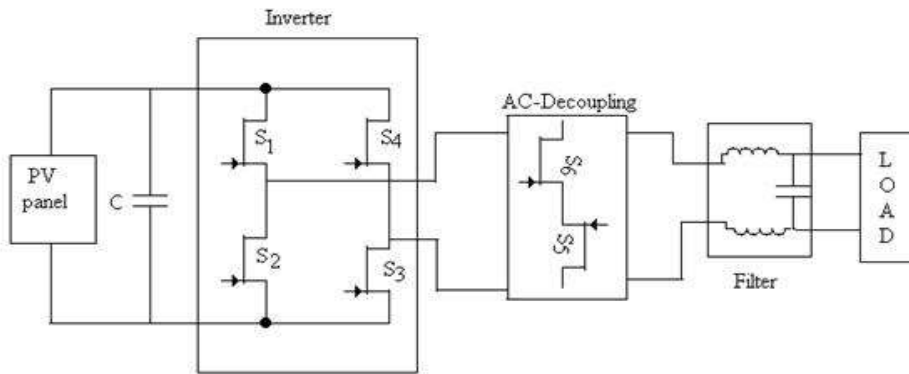 Inverter
AC-Decoupling
S1
S4
S6
PV
panel
C
S2
S3
S5
L
O
A
D
Filter